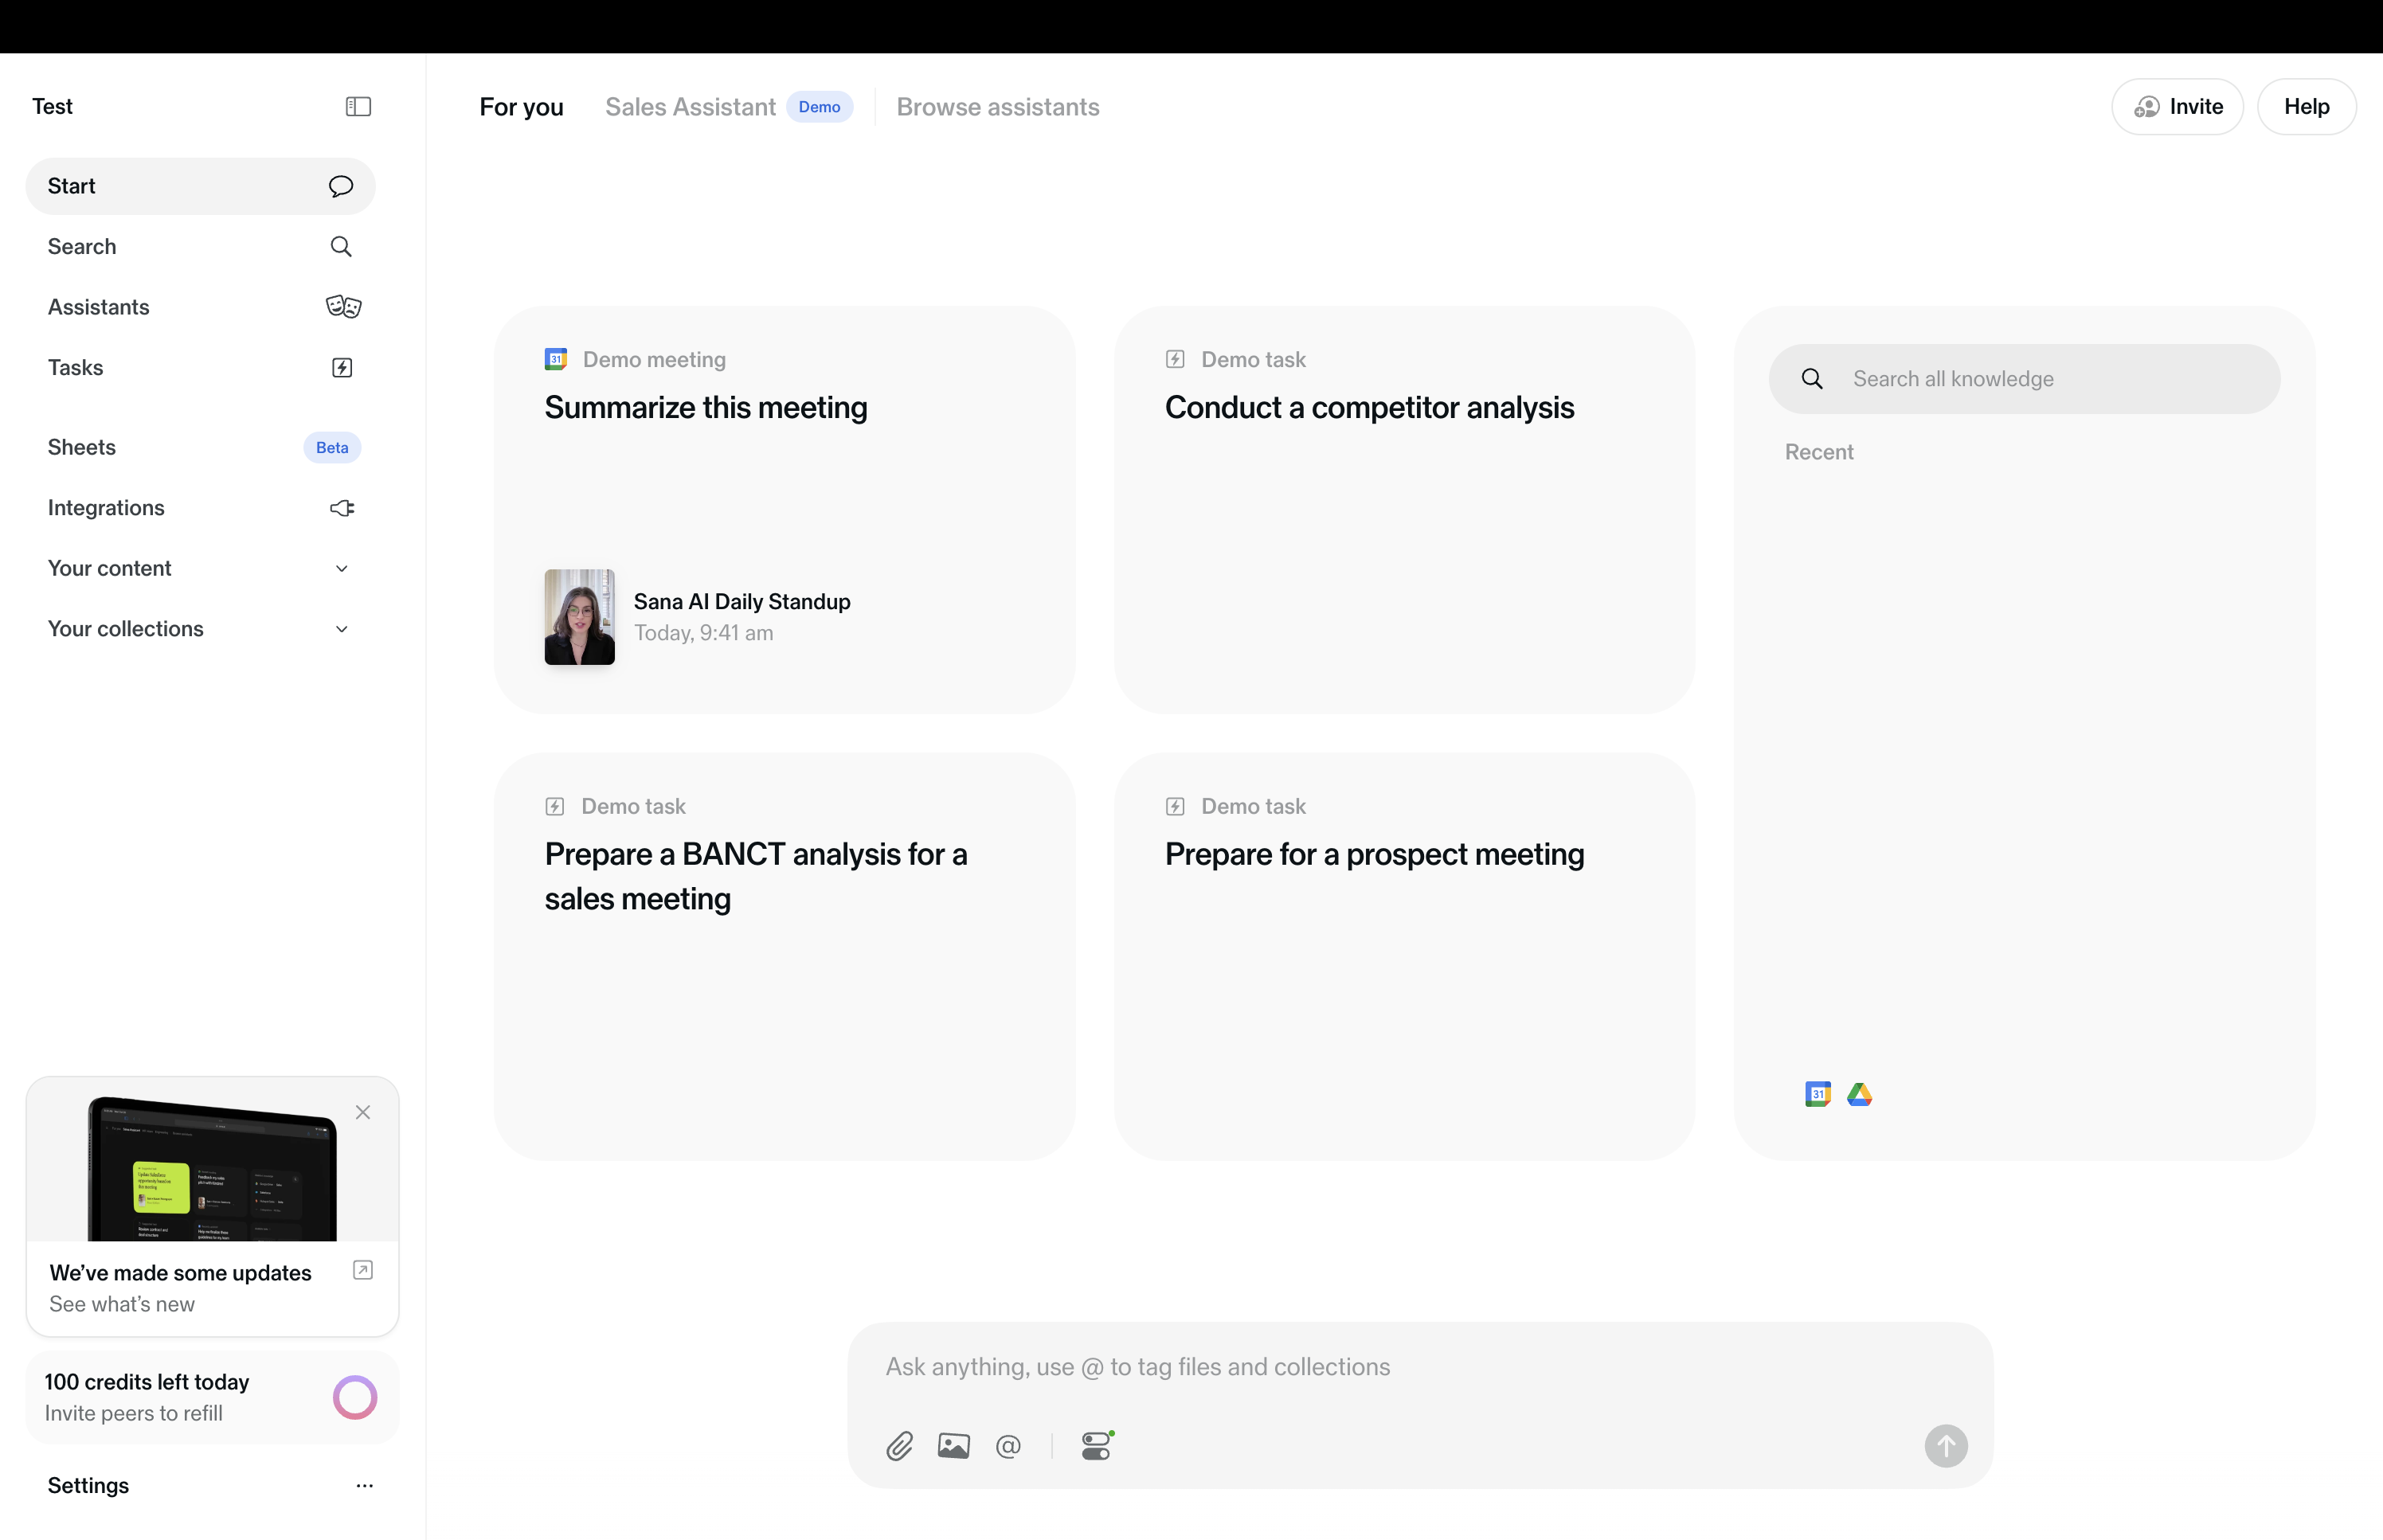 Test
Start
Search
Assistants
Tasks
Sheets
Beta
Integrations
Your content
Your collections
We’ve made some updates
See what’s new
100 credits left today
Invite peers to refill
Settings
For you
Sales Assistant
Demo
Browse assistants
Invite
Help
31 Demo meeting
Summarize this meeting
Sana AI Daily Standup
Today, 9:41 am
Demo task
Conduct a competitor analysis
Demo task
Prepare a BANCT analysis for a
sales meeting
Demo task
Prepare for a prospect meeting
Search all knowledge
Recent
31
Ask anything, use @ to tag files and collections
@